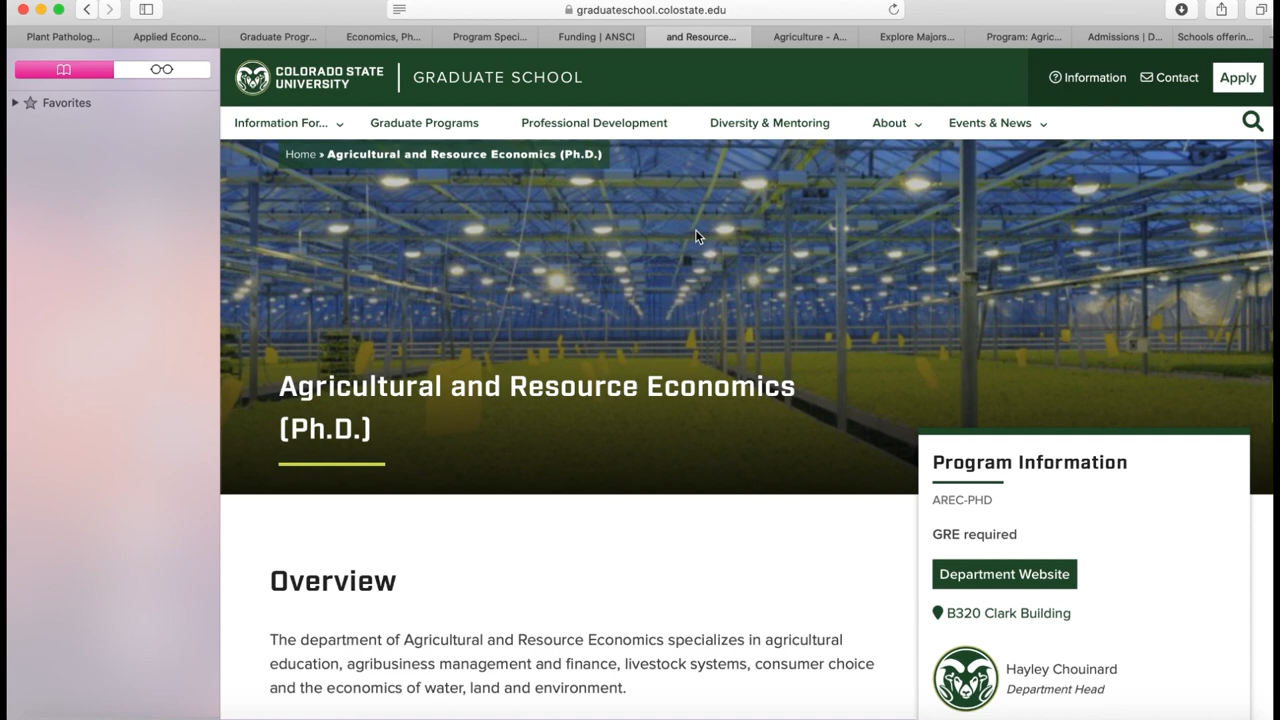 graduateschool.colostate.edu
Plant Patholog...
Applied Econo...
Graduate Progr...
Economics, Ph...
Program Speci...
Funding | ANSCI
and Resource...
Agriculture - A...
Explore Majors...
Program: Agric...
Admissions | D...
Schools offerin...
Favorites
COLORADO STATE
UNIVERSITY
GRADUATE SCHOOL
Information
Contact
Apply
Information For...
Graduate Programs
Professional Development
Diversity & Mentoring
About
Events & News
Home » Agricultural and Resource Economics (Ph.D.)
Agricultural and Resource Economics
(Ph.D.)
Program Information
AREC-PHD
GRE required
Department Website
B320 Clark Building
Hayley Chouinard
Department Head
Overview
The department of Agricultural and Resource Economics specializes in agricultural
education, agribusiness management and finance, livestock systems, consumer choice
and the economics of water, land and environment.